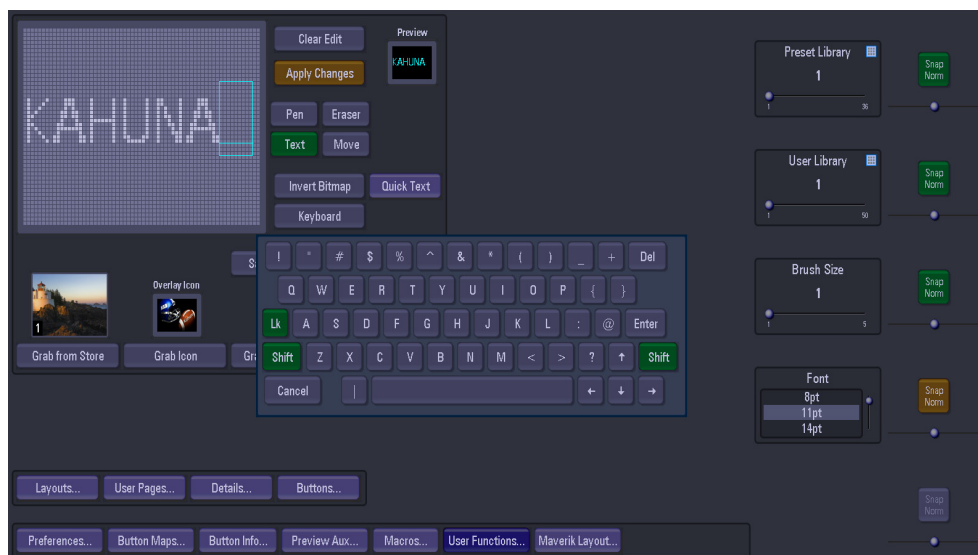 Clear Edit
Preview
KAHUNA
Apply Changes
KAHUNA
Pen Eraser
Text Move
Invert Bitmap Quick Text
Keyboard
S
Overlay Icon
1
Grab from Store Grab Icon Gr
! " # $ % ^ & * ( ) _ + Del
Q W E R T Y U I O P { }
Lk A S D F G H J K L : @ Enter
Shift Z X C V B N M < > ? ↑ Shift
Cancel | ← ↓ →
Preset Library
1
1 36
Snap
Norm
User Library
1
1 50
Snap
Norm
Brush Size
1
1 5
Snap
Norm
Font
8pt
11pt
14pt
Snap
Norm
Snap
Norm
Layouts... User Pages... Details... Buttons...
Preferences... Button Maps... Button Info... Preview Aux... Macros... User Functions... Maverik Layout...